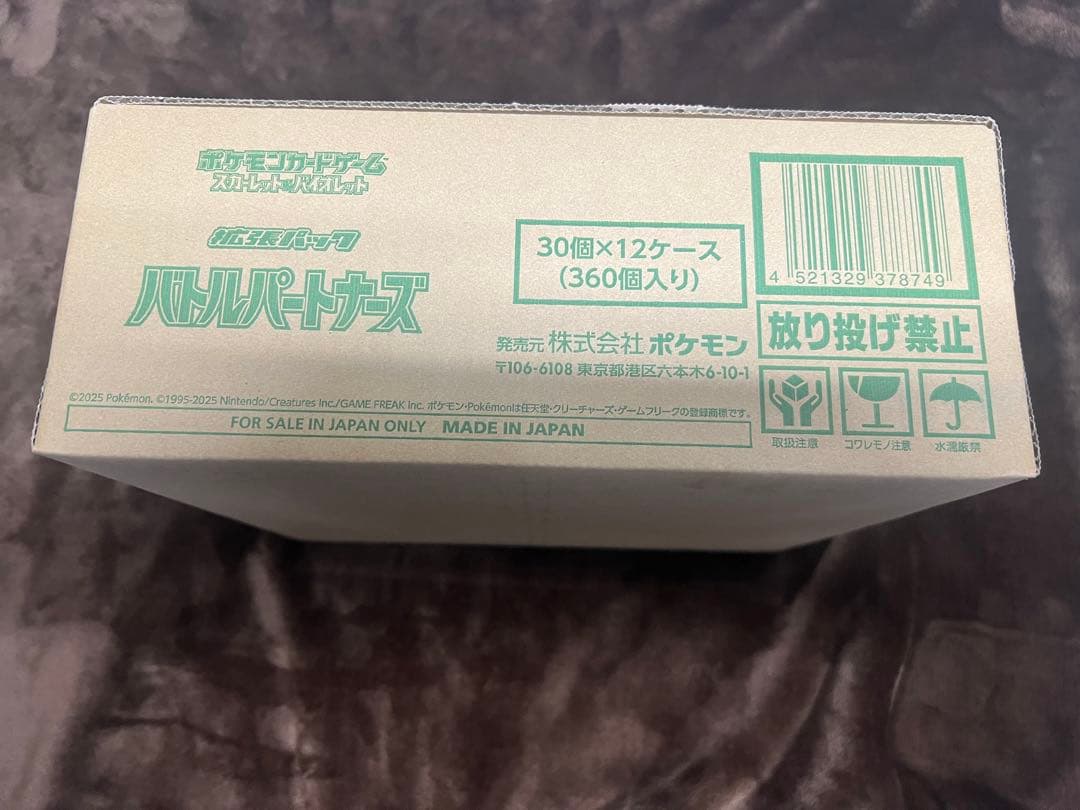 ポケモンカードゲーム
スカーレット&バイオレット
拡張パック
バトルパートナーズ
30個×12ケース
(360個入り)
4 521329 378749
発売元 株式会社 ポケモン
〒106-6108 東京都港区六本木6-10-1
放り投げ禁止
取扱注意
コワレモノ注意
水濡厳禁
©2025 Pokémon. ©1995-2025 Nintendo/Creatures Inc./GAME FREAK Inc. ポケモン・Pokémonは任天堂・クリーチャーズ・ゲームフリークの登録商標です。
FOR SALE IN JAPAN ONLY MADE IN JAPAN